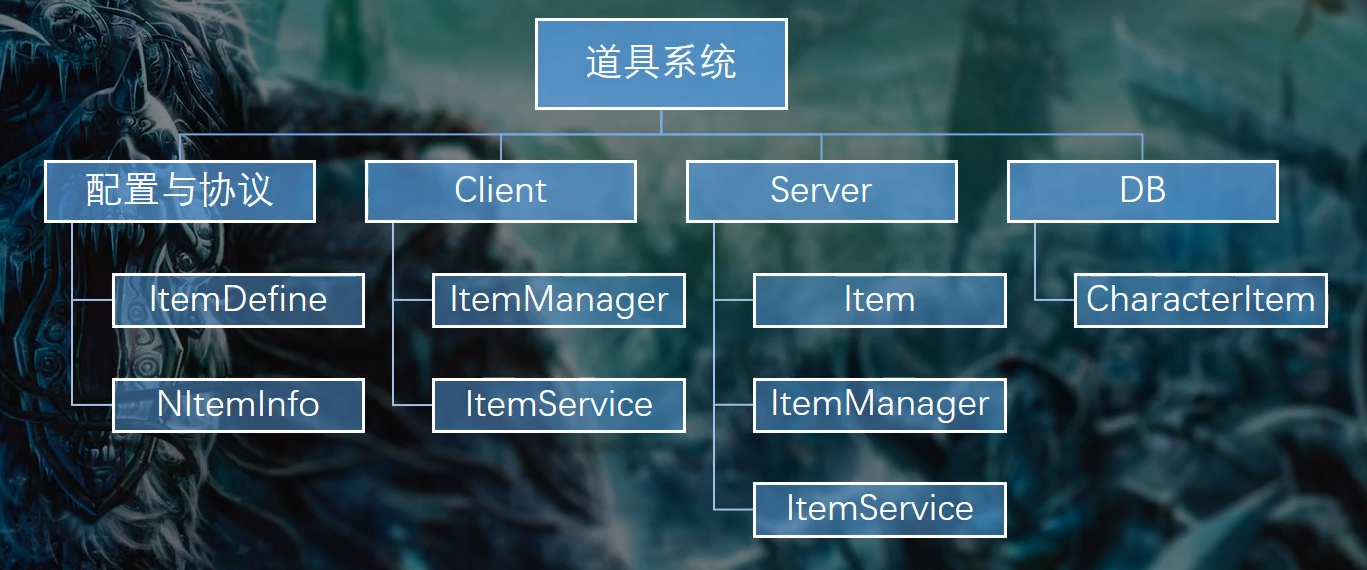 道具系统
配置与协议
Client
Server
DB
ItemDefine
ItemManager
Item
CharacterItem
NItemInfo
ItemService
ItemManager
ItemService